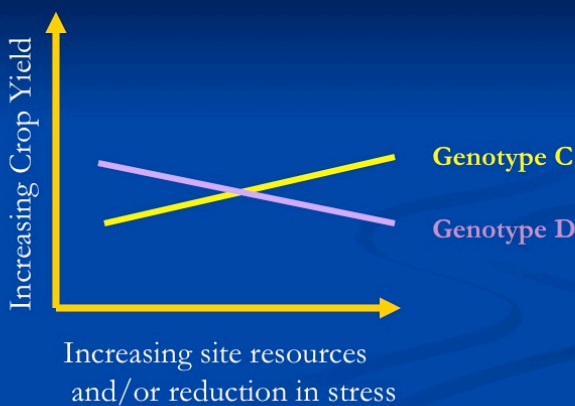 Increasing Crop Yield
Genotype C
Genotype D
Increasing site resources
and/or reduction in stress